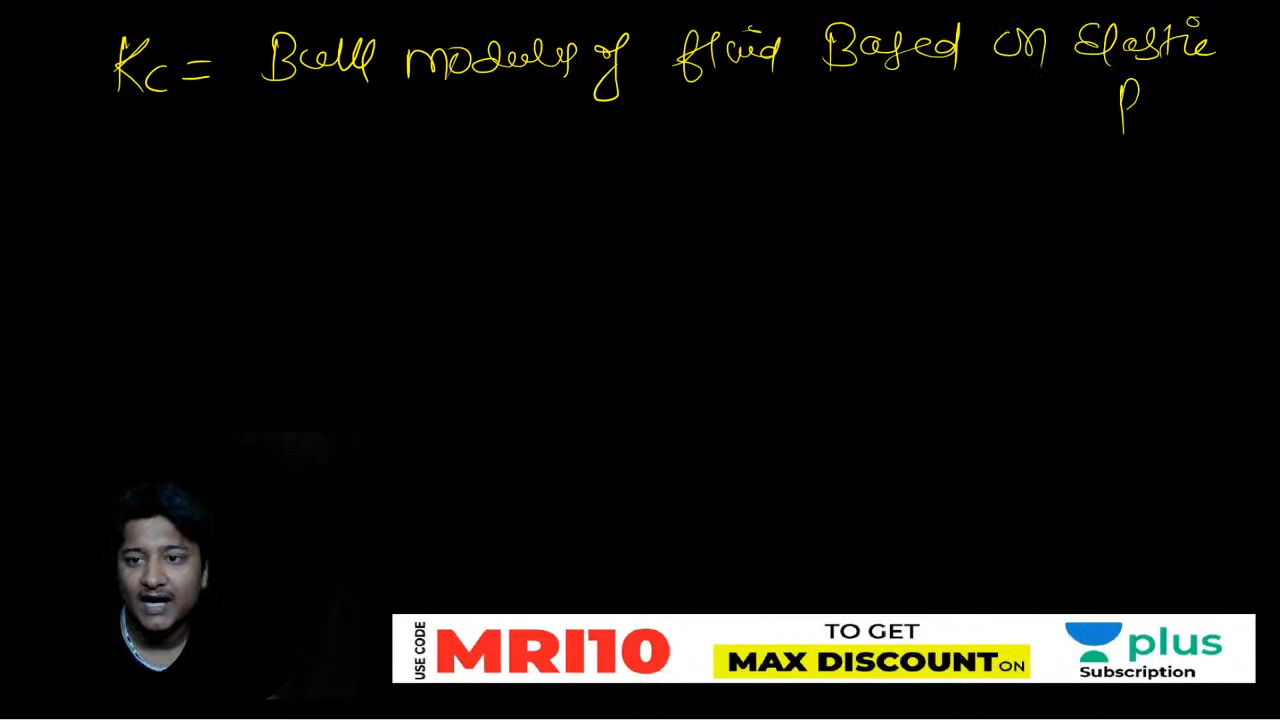 Kc = Bulk modulus of fluid Based on Elastic
P
USE CODE
MRI10
TO GET
MAX DISCOUNT ON
plus
Subscription